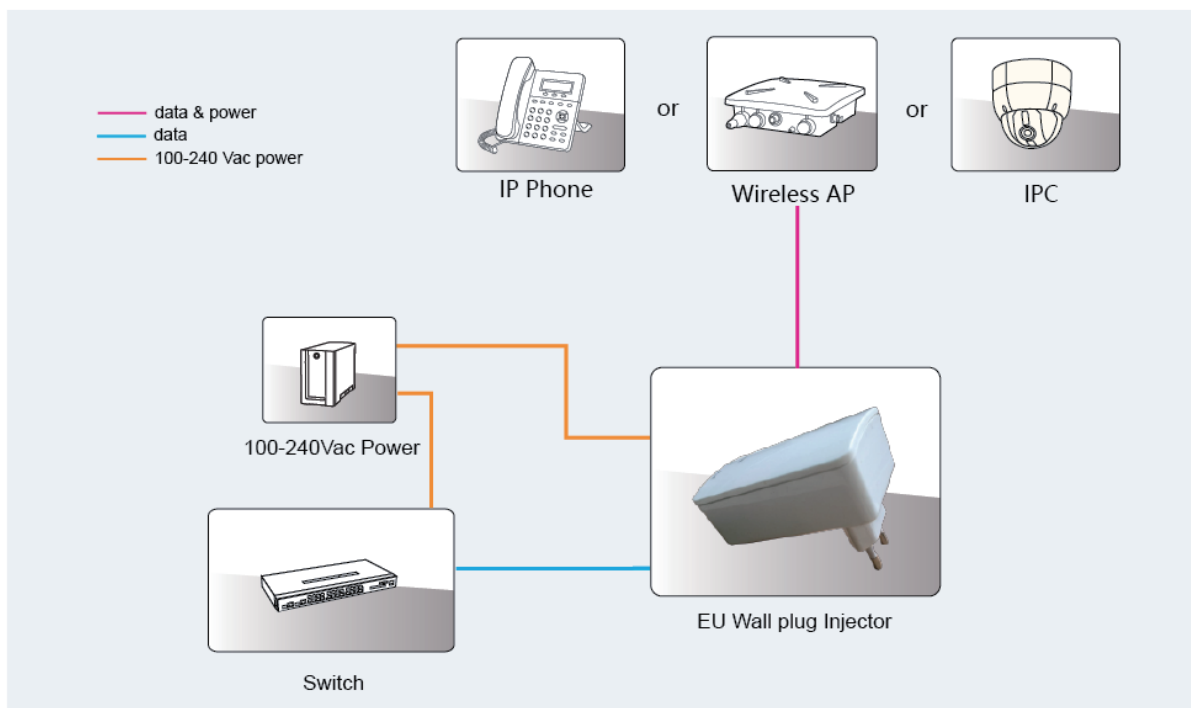 data & power
data
100-240 Vac power
or
or
IP Phone
Wireless AP
IPC
100-240Vac Power
EU Wall plug Injector
Switch